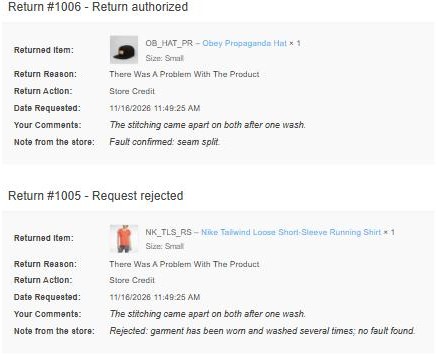 Return #1006 - Return authorized
Returned Item: OB_HAT_PR – Obey Propaganda Hat × 1
Size: Small
Return Reason: There Was A Problem With The Product
Return Action: Store Credit
Date Requested: 11/16/2026 11:49:25 AM
Your Comments: The stitching came apart on both after one wash.
Note from the store: Fault confirmed: seam split.
Return #1005 - Request rejected
Returned Item: NK_TLS_RS – Nike Tailwind Loose Short-Sleeve Running Shirt × 1
Size: Small
Return Reason: There Was A Problem With The Product
Return Action: Store Credit
Date Requested: 11/16/2026 11:49:25 AM
Your Comments: The stitching came apart on both after one wash.
Note from the store: Rejected: garment has been worn and washed several times; no fault found.